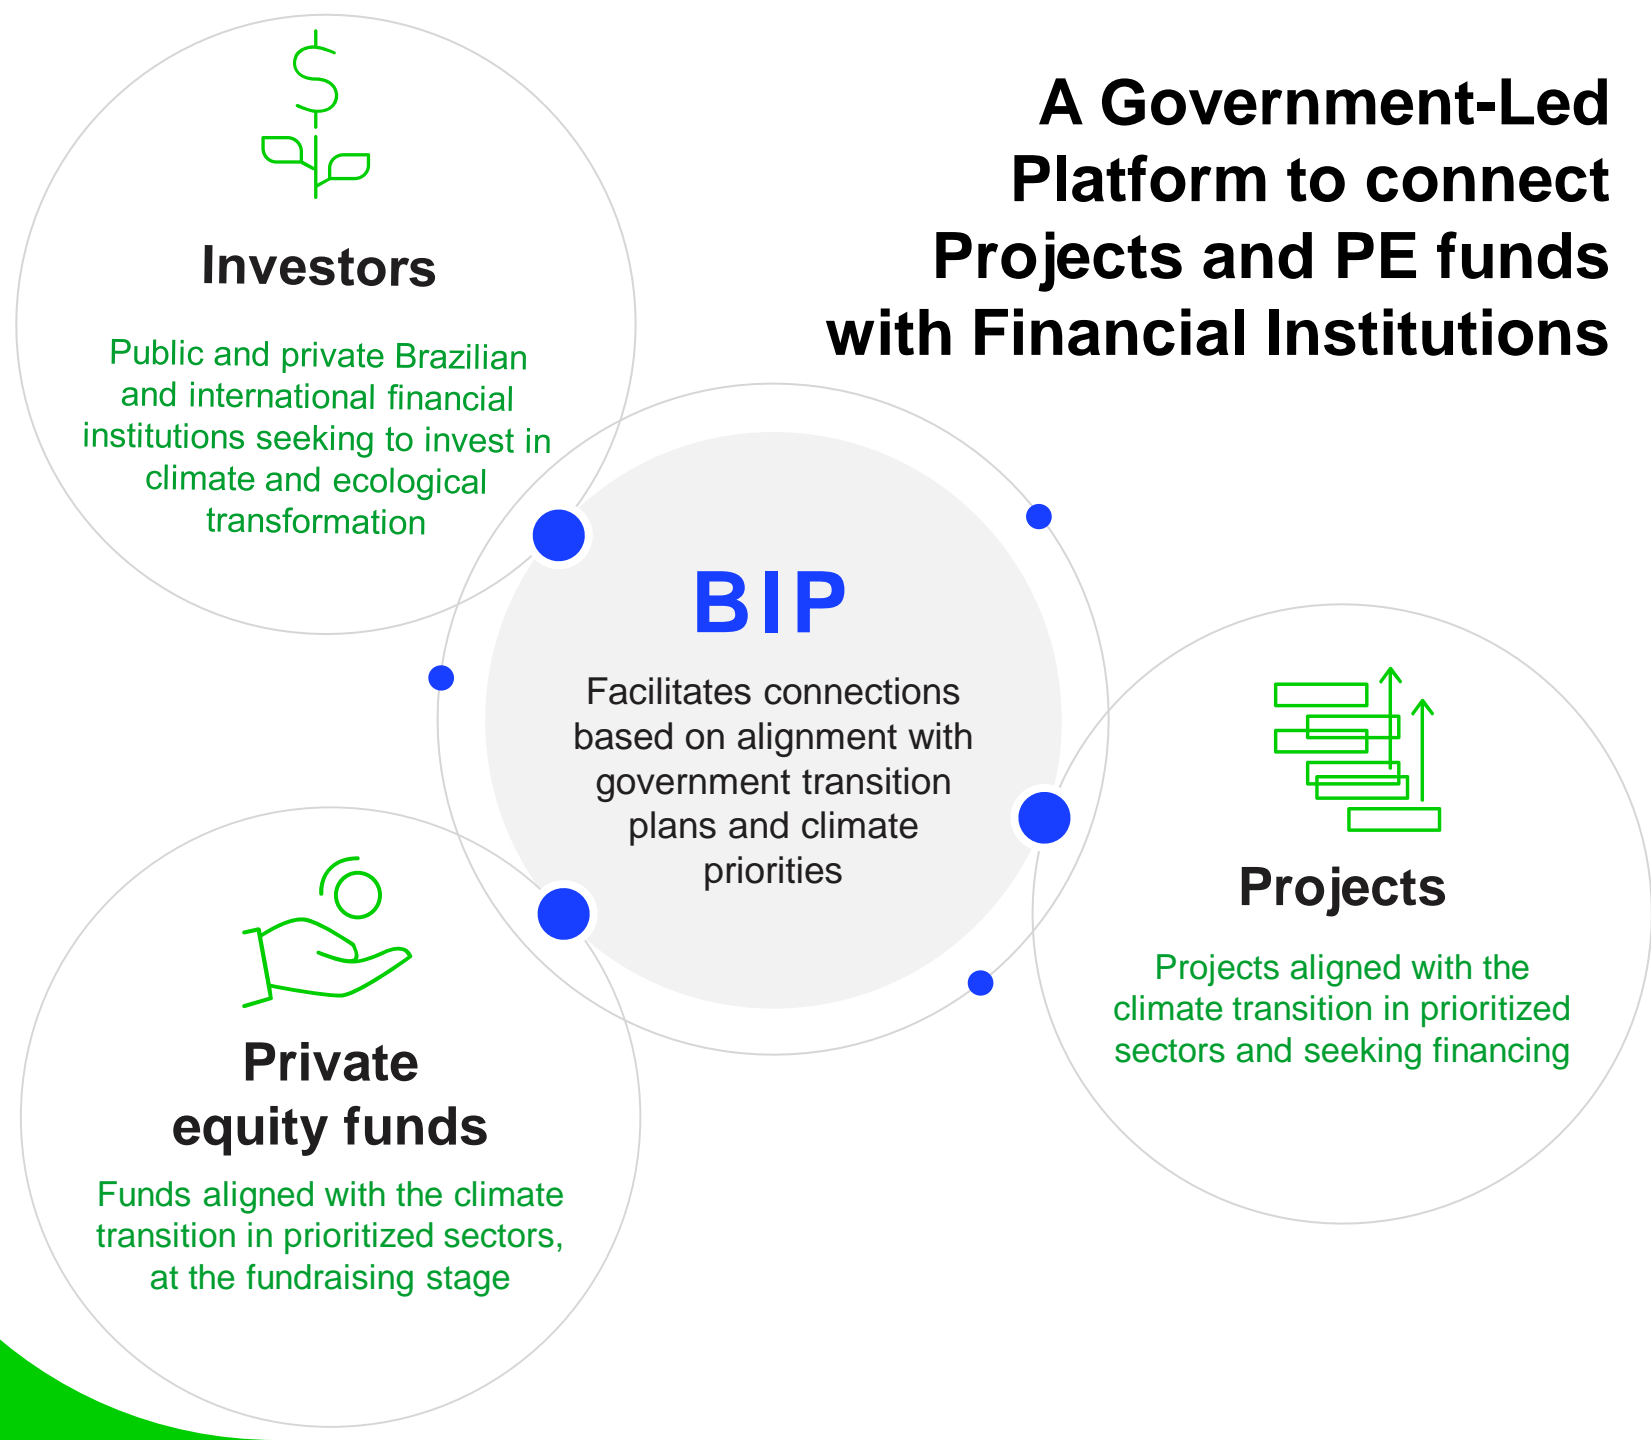 A Government-Led
Platform to connect
Projects and PE funds
with Financial Institutions
Investors
Public and private Brazilian
and international financial
institutions seeking to invest in
climate and ecological
transformation
BIP
Facilitates connections
based on alignment with
government transition
plans and climate
priorities
Projects
Projects aligned with the
climate transition in prioritized
sectors and seeking financing
Private
equity funds
Funds aligned with the climate
transition in prioritized sectors,
at the fundraising stage